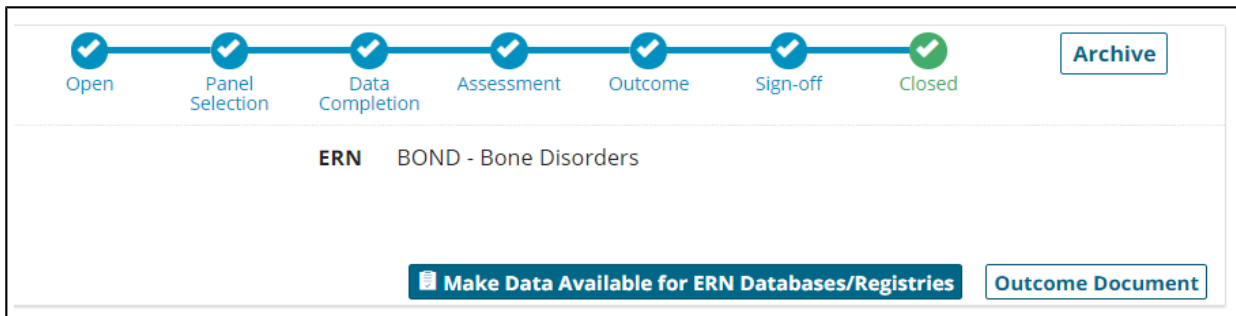 Archive
Open Panel Data Assessment Outcome Sign-off Closed
Selection Completion
ERN BOND - Bone Disorders
Make Data Available for ERN Databases/Registries Outcome Document